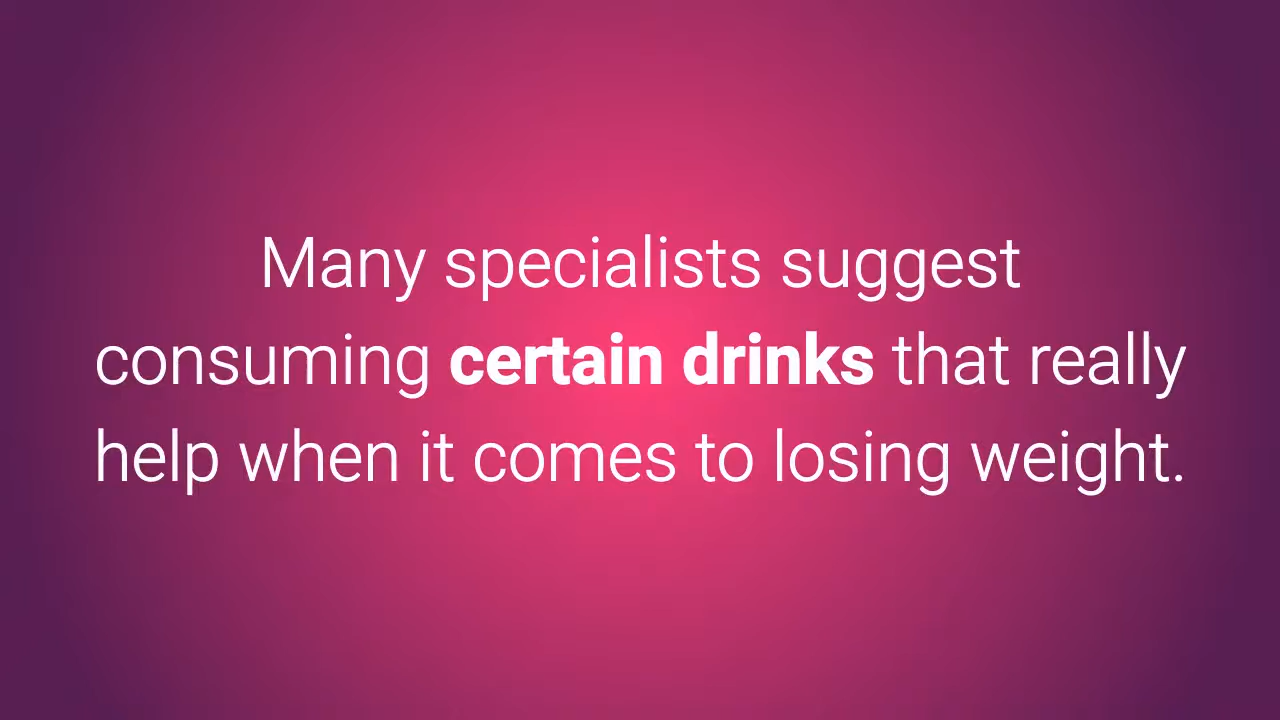 Many specialists suggest
consuming certain drinks that really
help when it comes to losing weight.